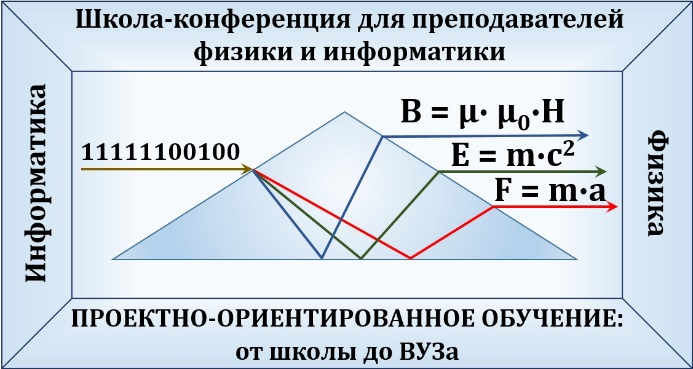 Школа-конференция для преподавателей
физики и информатики
Информатика
11111100100
B = μ· μ₀·H
E = m·c²
F = m·a
Физика
ПРОЕКТНО-ОРИЕНТИРОВАННОЕ ОБУЧЕНИЕ:
от школы до ВУЗа